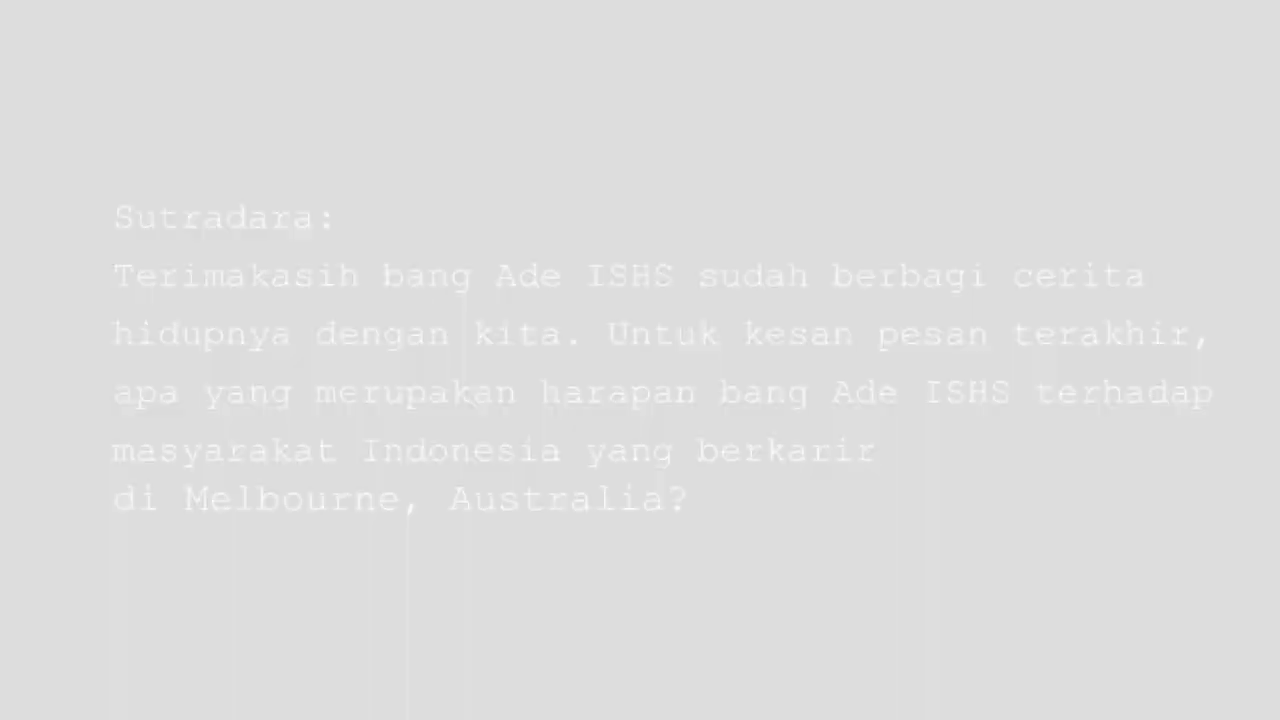 Sutradara:
Terimakasih bang Ade ISHS sudah berbagi cerita
hidupnya dengan kita. Untuk kesan pesan terakhir,
apa yang merupakan harapan bang Ade ISHS terhadap
masyarakat Indonesia yang berkarir
di Melbourne, Australia?